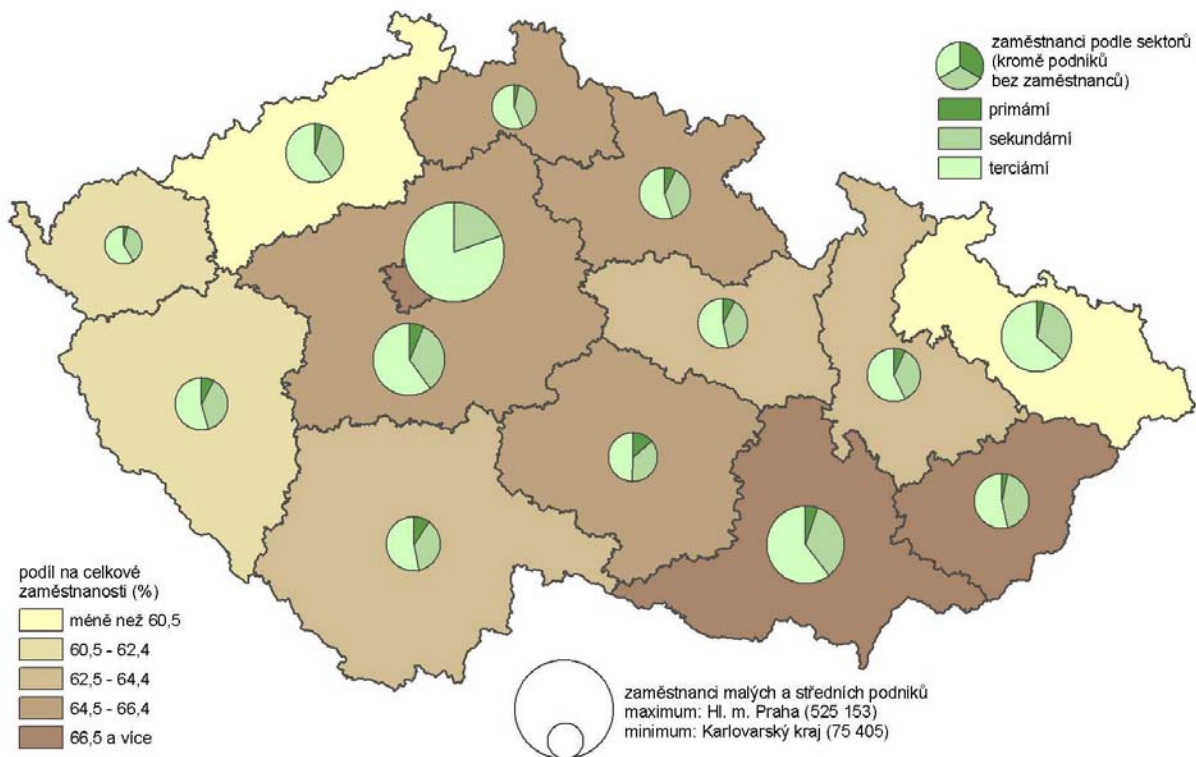 zaměstnanci podle sektorů
(kromě podniků
bez zaměstnanců)
primární
sekundární
terciární
podíl na celkové
zaměstnanosti (%)
méně než 60,5
60,5 - 62,4
62,5 - 64,4
64,5 - 66,4
66,5 a více
zaměstnanci malých a středních podniků
maximum: Hl. m. Praha (525 153)
minimum: Karlovarský kraj (75 405)